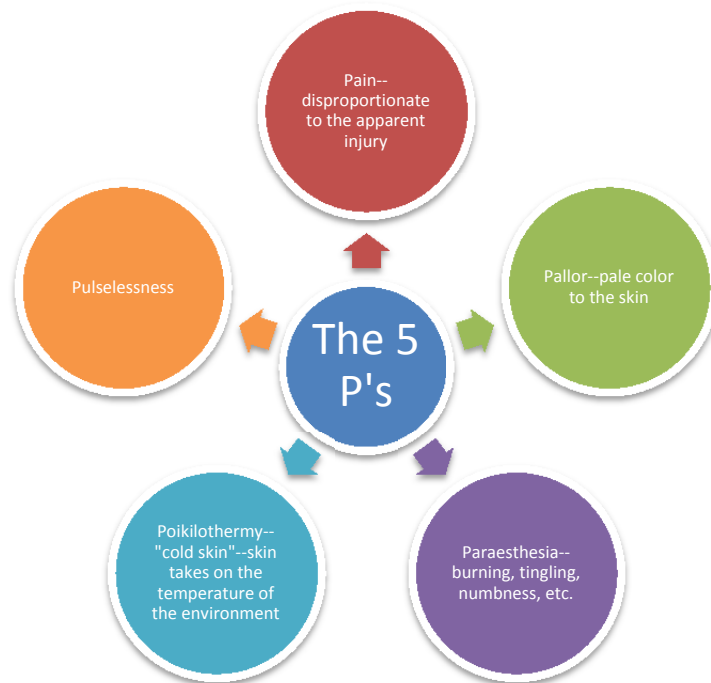 Pain--
disproportionate
to the apparent
injury
Pallor--pale color
to the skin
Paraesthesia--
burning, tingling,
numbness, etc.
Poikilothermy--
"cold skin"--skin
takes on the
temperature of
the environment
Pulselessness
The 5
P's